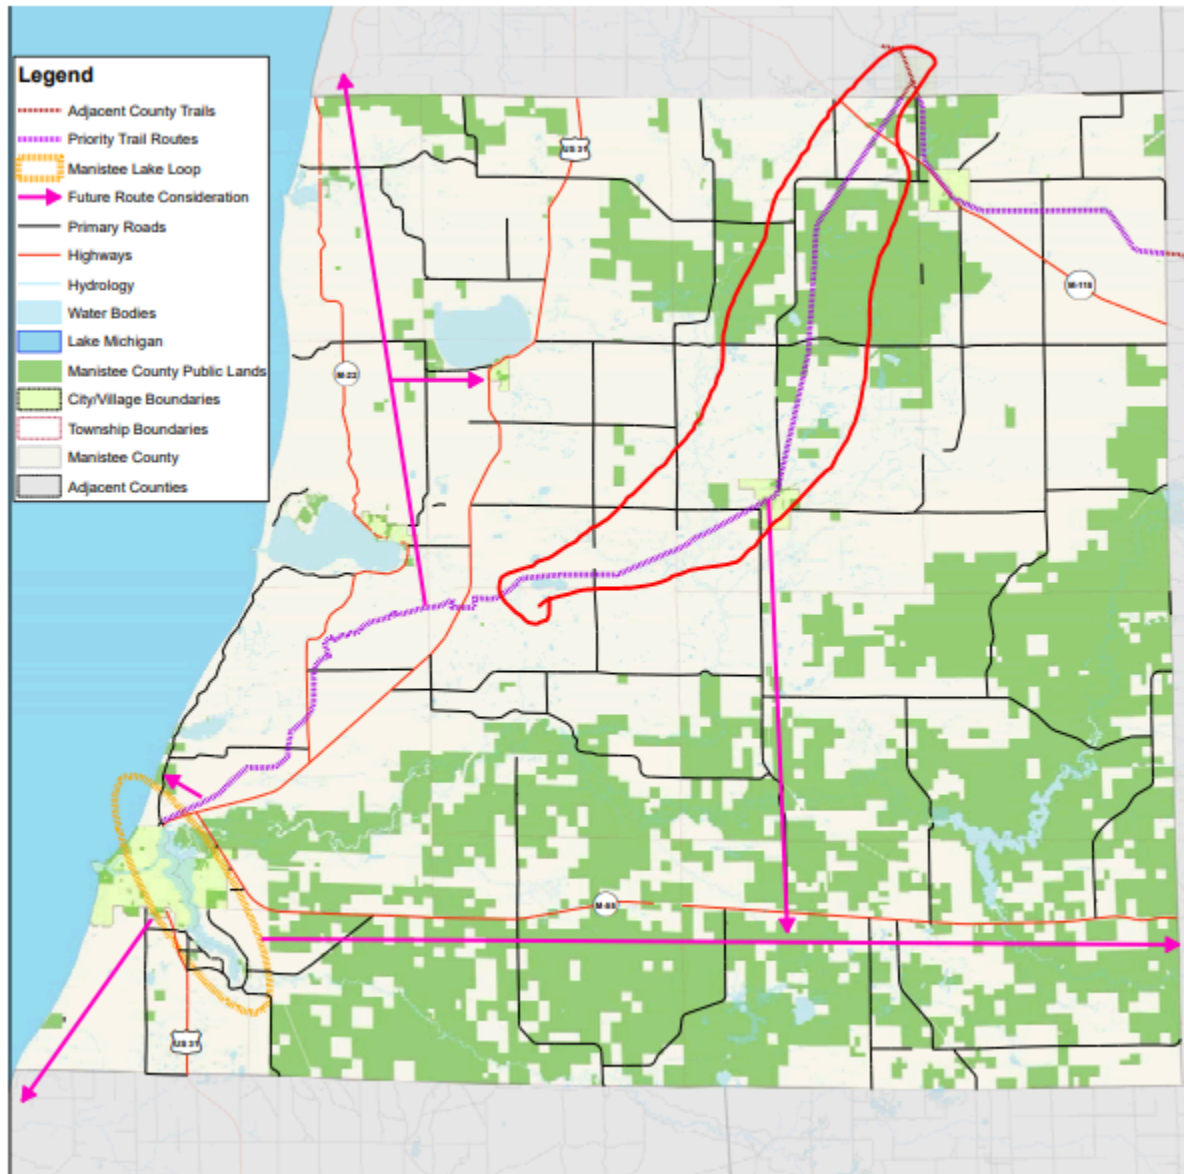 Legend
Adjacent County Trails
Priority Trail Routes
Manistee Lake Loop
Future Route Consideration
Primary Roads
Highways
Hydrology
Water Bodies
Lake Michigan
Manistee County Public Lands
City/Village Boundaries
Township Boundaries
Manistee County
Adjacent Counties
US 31
M-115
M-22
M-55
US 31